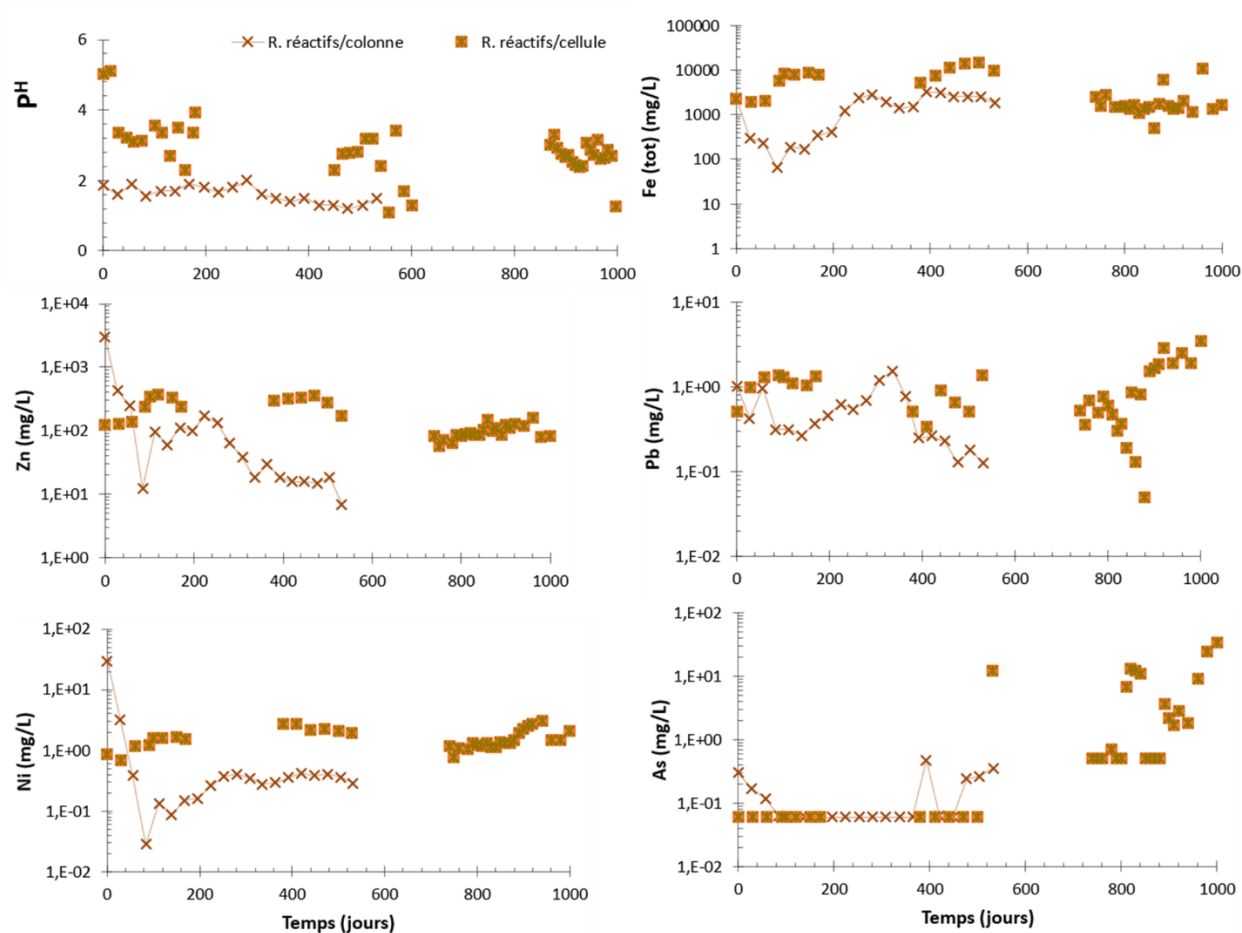 R. réactifs/colonne R. réactifs/cellule
6
4
2
0
0 200 400 600 800 1000
P^H
100000
10000
1000
100
10
1
0 200 400 600 800 1000
Fe (tot) (mg/L)
1,E+04
1,E+03
1,E+02
1,E+01
1,E+00
0 200 400 600 800 1000
Zn (mg/L)
1,E+01
1,E+00
1,E-01
1,E-02
0 200 400 600 800 1000
Pb (mg/L)
1,E+02
1,E+01
1,E+00
1,E-01
1,E-02
0 200 400 600 800 1000
Ni (mg/L)
Temps (jours)
1,E+02
1,E+01
1,E+00
1,E-01
1,E-02
0 200 400 600 800 1000
As (mg/L)
Temps (jours)